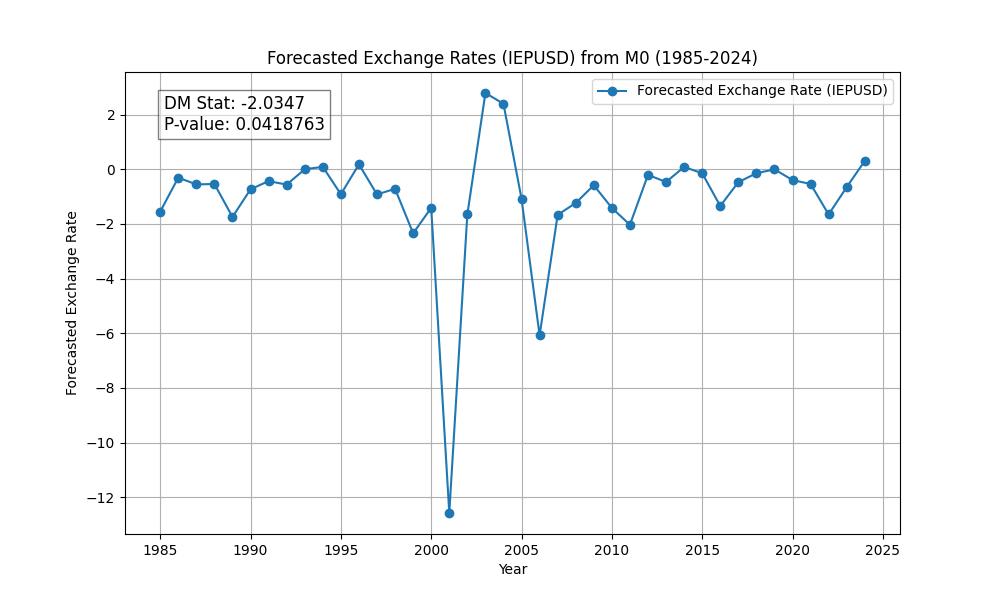 Forecasted Exchange Rates (IEPUSD) from M0 (1985-2024)
DM Stat: -2.0347
P-value: 0.0418763
Forecasted Exchange Rate (IEPUSD)
Forecasted Exchange Rate
2
0
−2
−4
−6
−8
−10
−12
1985 1990 1995 2000 2005 2010 2015 2020 2025
Year